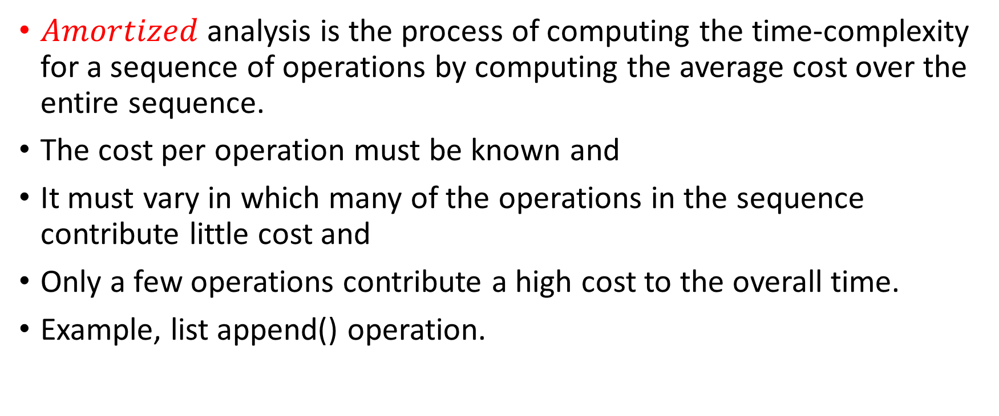 • Amortized analysis is the process of computing the time-complexity
for a sequence of operations by computing the average cost over the
entire sequence.
• The cost per operation must be known and
• It must vary in which many of the operations in the sequence
contribute little cost and
• Only a few operations contribute a high cost to the overall time.
• Example, list append() operation.